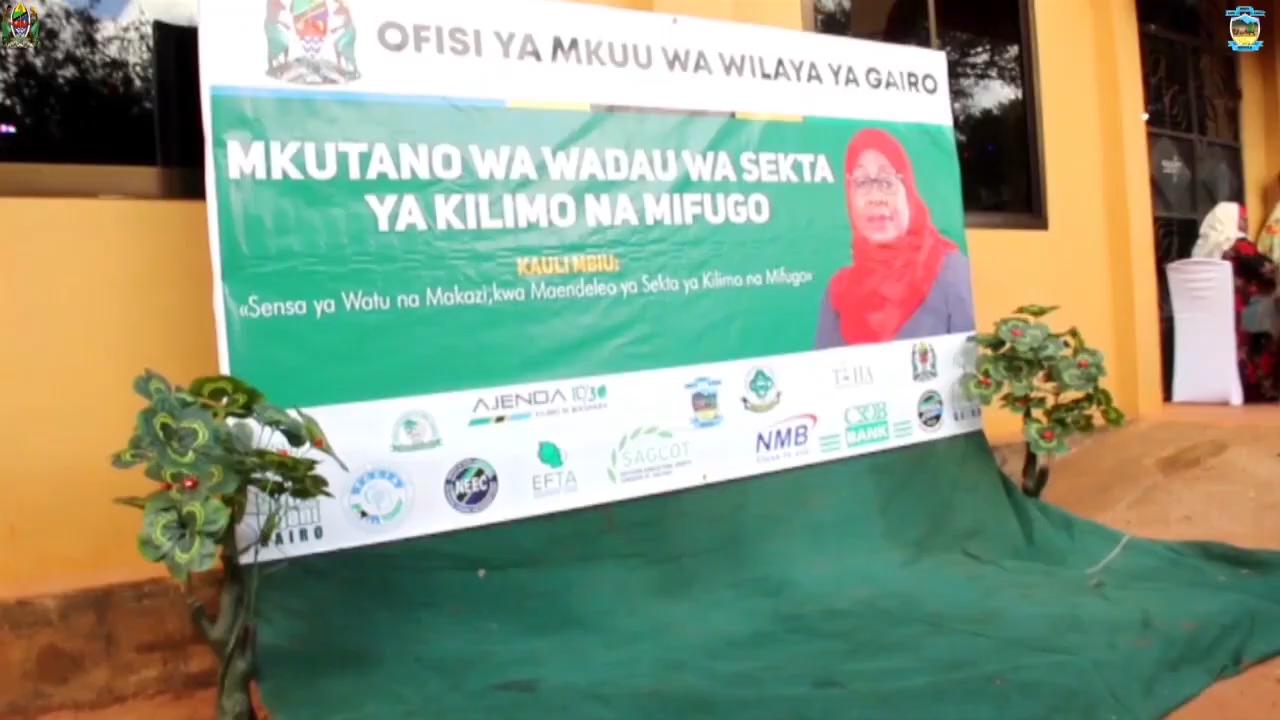 OFISI YA MKUU WA WILAYA YA GAIRO
MKUTANO WA WADAU WA SEKTA
YA KILIMO NA MIFUGO
KAULI MBIU:
«Sensa ya Watu na Makazi,kwa Maendeleo ya Sekta ya Kilimo na Mifugo»
AJENDA 10/30
NEEC
EFTA
SAGCOT
NMB
CRDB
BANK
GAIRO